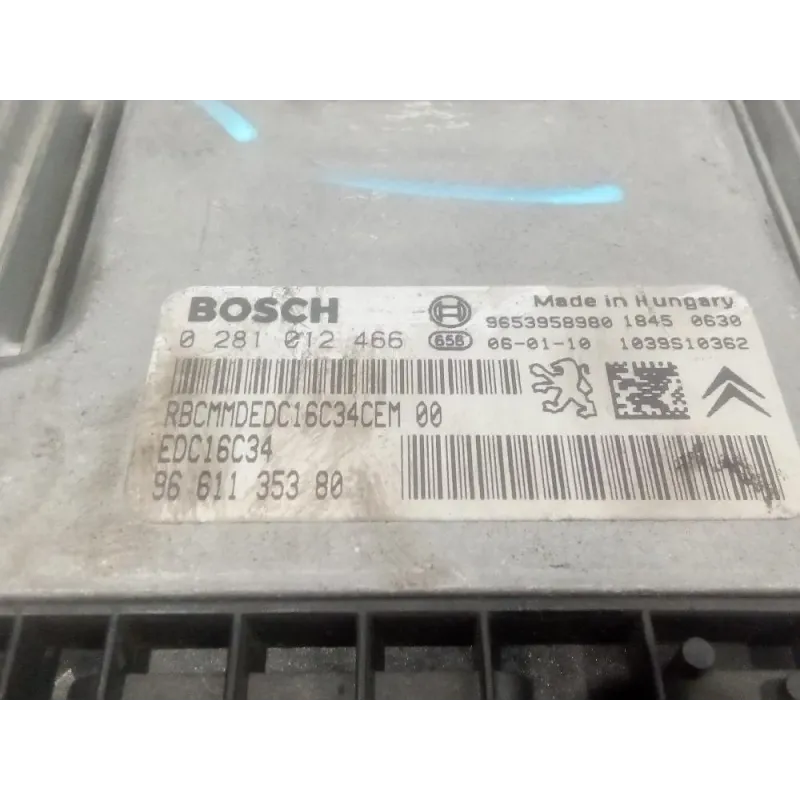 BOSCH
Made in Hungary
0 281 012 466
9653958980 1845 0630
656 06-01-10 1039S10362
RBCMMDEDC16C34CEM 00
EDC16C34
96 611 353 80